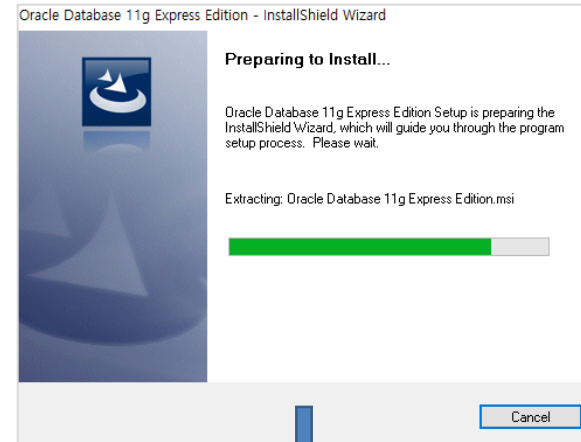 Oracle Database 11g Express Edition - InstallShield Wizard
Preparing to Install...
Oracle Database 11g Express Edition Setup is preparing the
InstallShield Wizard, which will guide you through the program
setup process. Please wait.
Extracting: Oracle Database 11g Express Edition.msi
Cancel